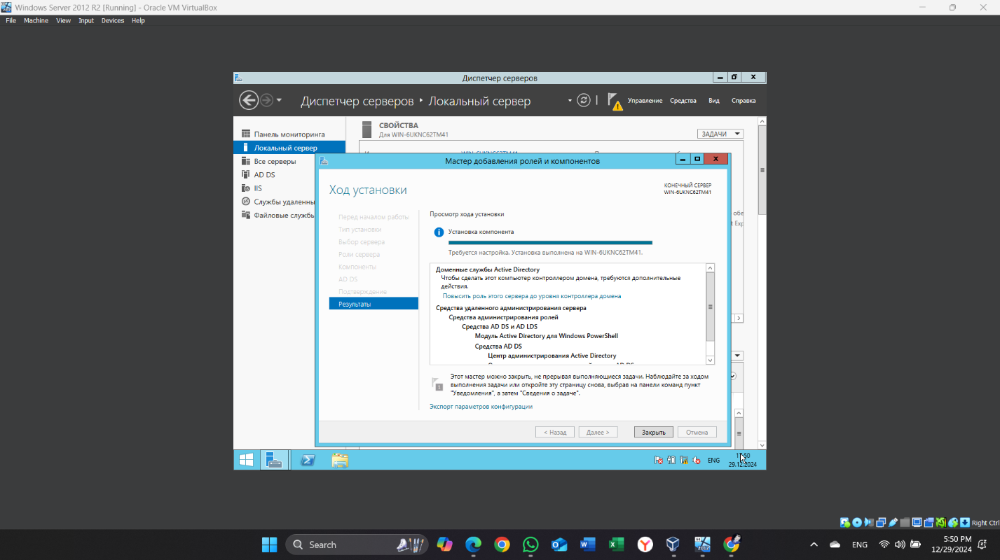 Windows Server 2012 R2 [Running] - Oracle VM VirtualBox
File Machine View Input Devices Help
Диспетчер серверов
Диспетчер серверов ‣ Локальный сервер
Управление Средства Вид Справка
Панель мониторинга
Локальный сервер
Все серверы
AD DS
IIS
Службы удаленны
Файловые службы
СВОЙСТВА
Для WIN-6UKNC62TM41
ЗАДАЧИ
Мастер добавления ролей и компонентов
Ход установки
КОНЕЧНЫЙ СЕРВЕР
WIN-6UKNC62TM41
Перед началом работы
Тип установки
Выбор сервера
Роли сервера
Компоненты
AD DS
Подтверждение
Результаты
Просмотр хода установки
Установка компонента
Требуется настройка. Установка выполнена на WIN-6UKNC62TM41.
Доменные службы Active Directory
Чтобы сделать этот компьютер контроллером домена, требуются дополнительные
действия.
Повысить роль этого сервера до уровня контроллера домена
Средства удаленного администрирования сервера
Средства администрирования ролей
Средства AD DS и AD LDS
Модуль Active Directory для Windows PowerShell
Средства AD DS
Центр администрирования Active Directory
Этот мастер можно закрыть, не прерывая выполняющиеся задачи. Наблюдайте за ходом
выполнения задачи или откройте эту страницу снова, выбрав на панели команд пункт
"Уведомления", а затем "Сведения о задаче".
1
Экспорт параметров конфигурации
< Назад Далее > Закрыть Отмена
обе
t Exp
ENG
29.12.2024
Right Ctrl
Search
2012
ENG
5:50 PM
12/29/2024